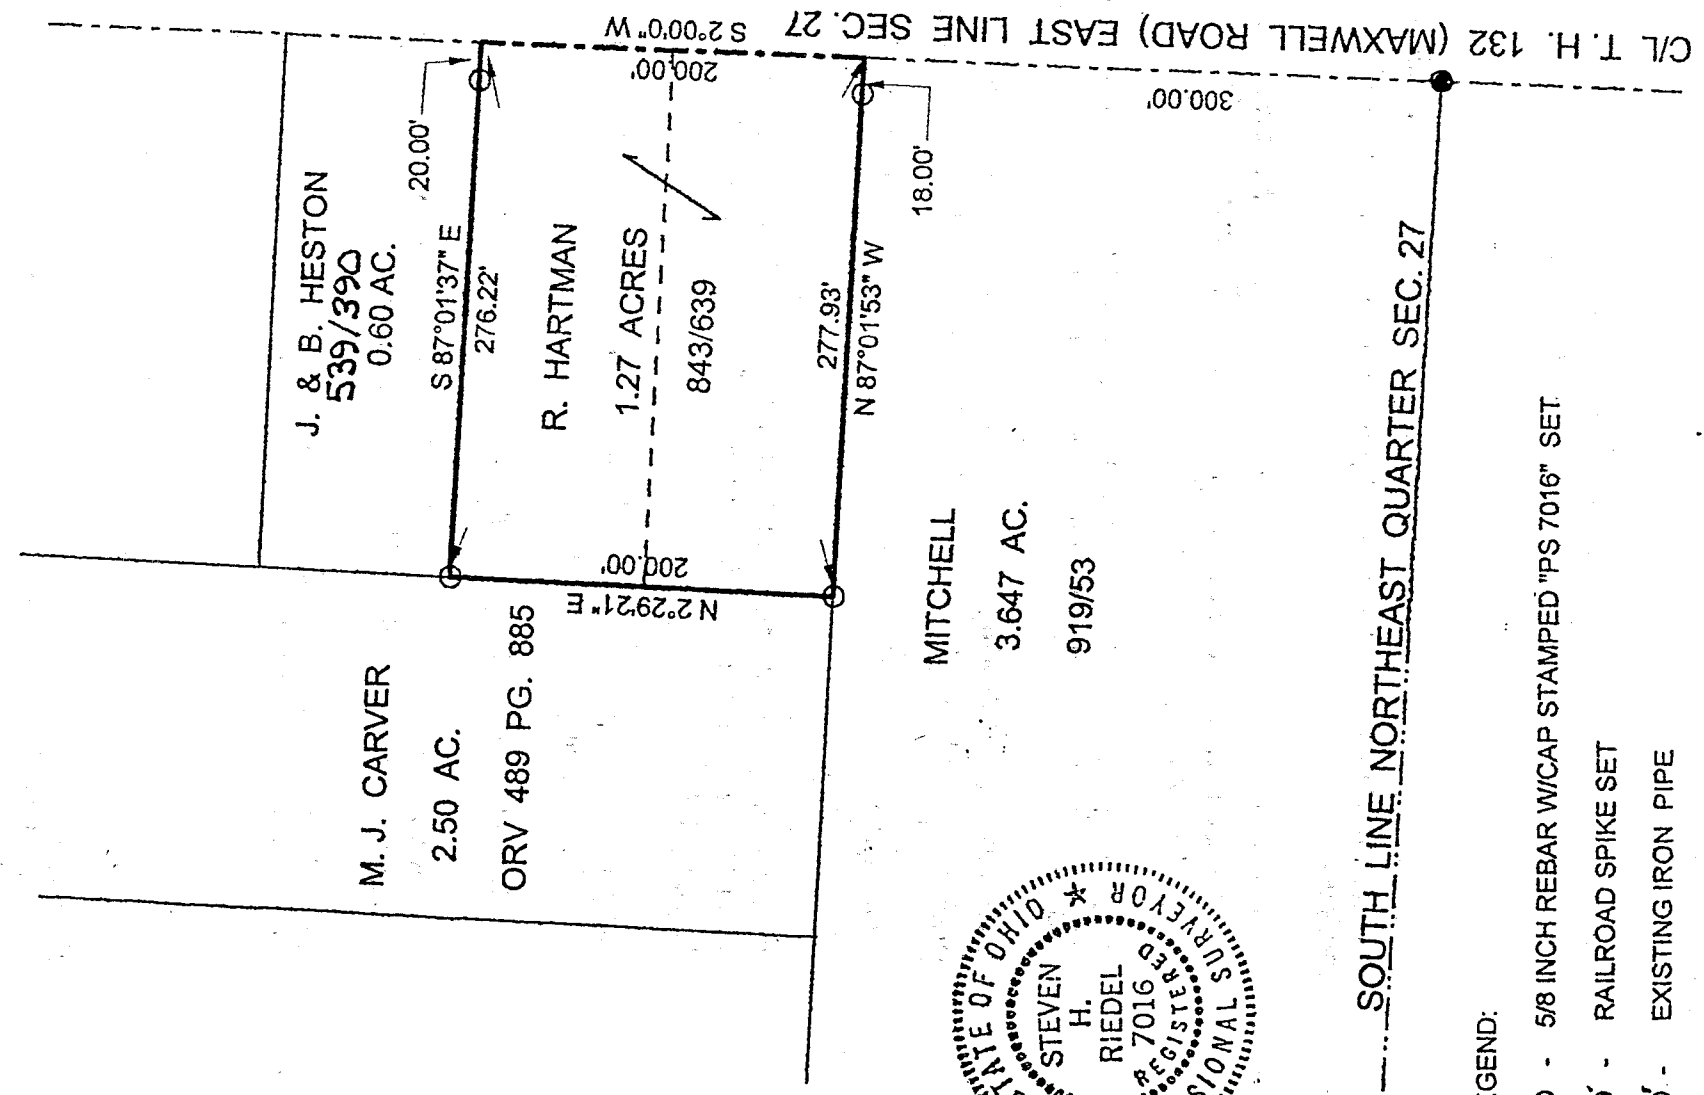 C/L T. H. 132 (MAXWELL ROAD) EAST LINE SEC. 27
S 2°00'0" W
200.00'
300.00'
20.00'
18.00'
J. & B. HESTON
539/390
0.60 AC.
S 87°01'37" E
276.22'
R. HARTMAN
1.27 ACRES
843/639
277.93'
N 87°01'53" W
200.00'
N 2°29'21" E
M. J. CARVER
2.50 AC.
ORV 489 PG. 885
MITCHELL
3.647 AC.
919/53
SOUTH LINE NORTHEAST QUARTER SEC. 27
STATE OF OHIO
STEVEN
H.
RIEDEL
7016
REGISTERED
SIONAL SURVEYOR
GEND:
- 5/8 INCH REBAR W/CAP STAMPED "PS 7016" SET
- RAILROAD SPIKE SET
- EXISTING IRON PIPE